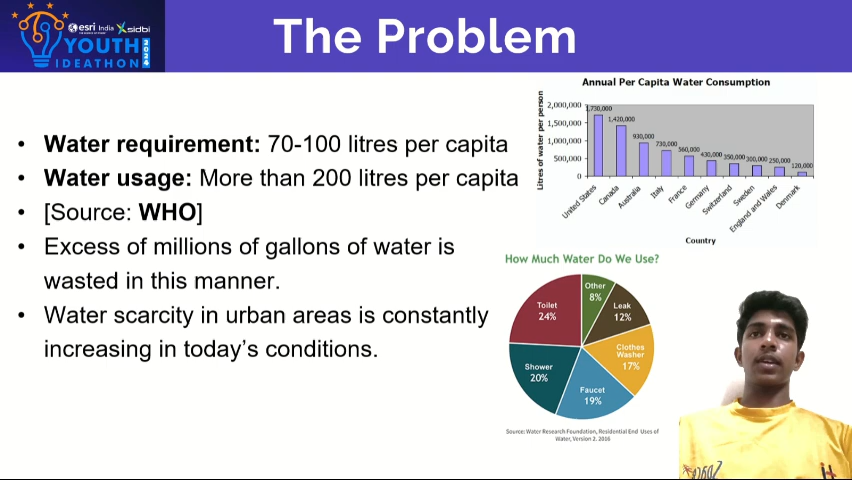 esri India
sidbi
YOUTH
IDEATHON
2024
The Problem
• Water requirement: 70-100 litres per capita
• Water usage: More than 200 litres per capita
• [Source: WHO]
• Excess of millions of gallons of water is
wasted in this manner.
• Water scarcity in urban areas is constantly
increasing in today's conditions.
Annual Per Capita Water Consumption
Litres of water per person
2,000,000
1,500,000
1,000,000
500,000
0
1,730,000
1,420,000
930,000
730,000
560,000
430,000
350,000
300,000
250,000
120,000
United States
Canada
Australia
Italy
France
Germany
Switzerland
Sweden
England and Wales
Denmark
Country
How Much Water Do We Use?
Other
8%
Leak
12%
Clothes
Washer
17%
Faucet
19%
Shower
20%
Toilet
24%
Source: Water Research Foundation, Residential End Uses of
Water, Version 2. 2016